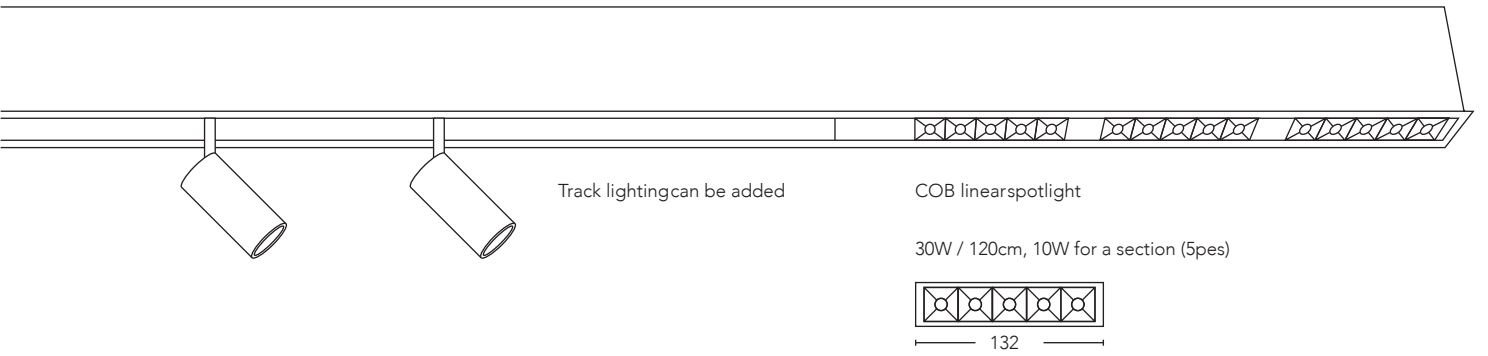 Track lightingcan be added
COB linearspotlight
30W / 120cm, 10W for a section (5pes)
132